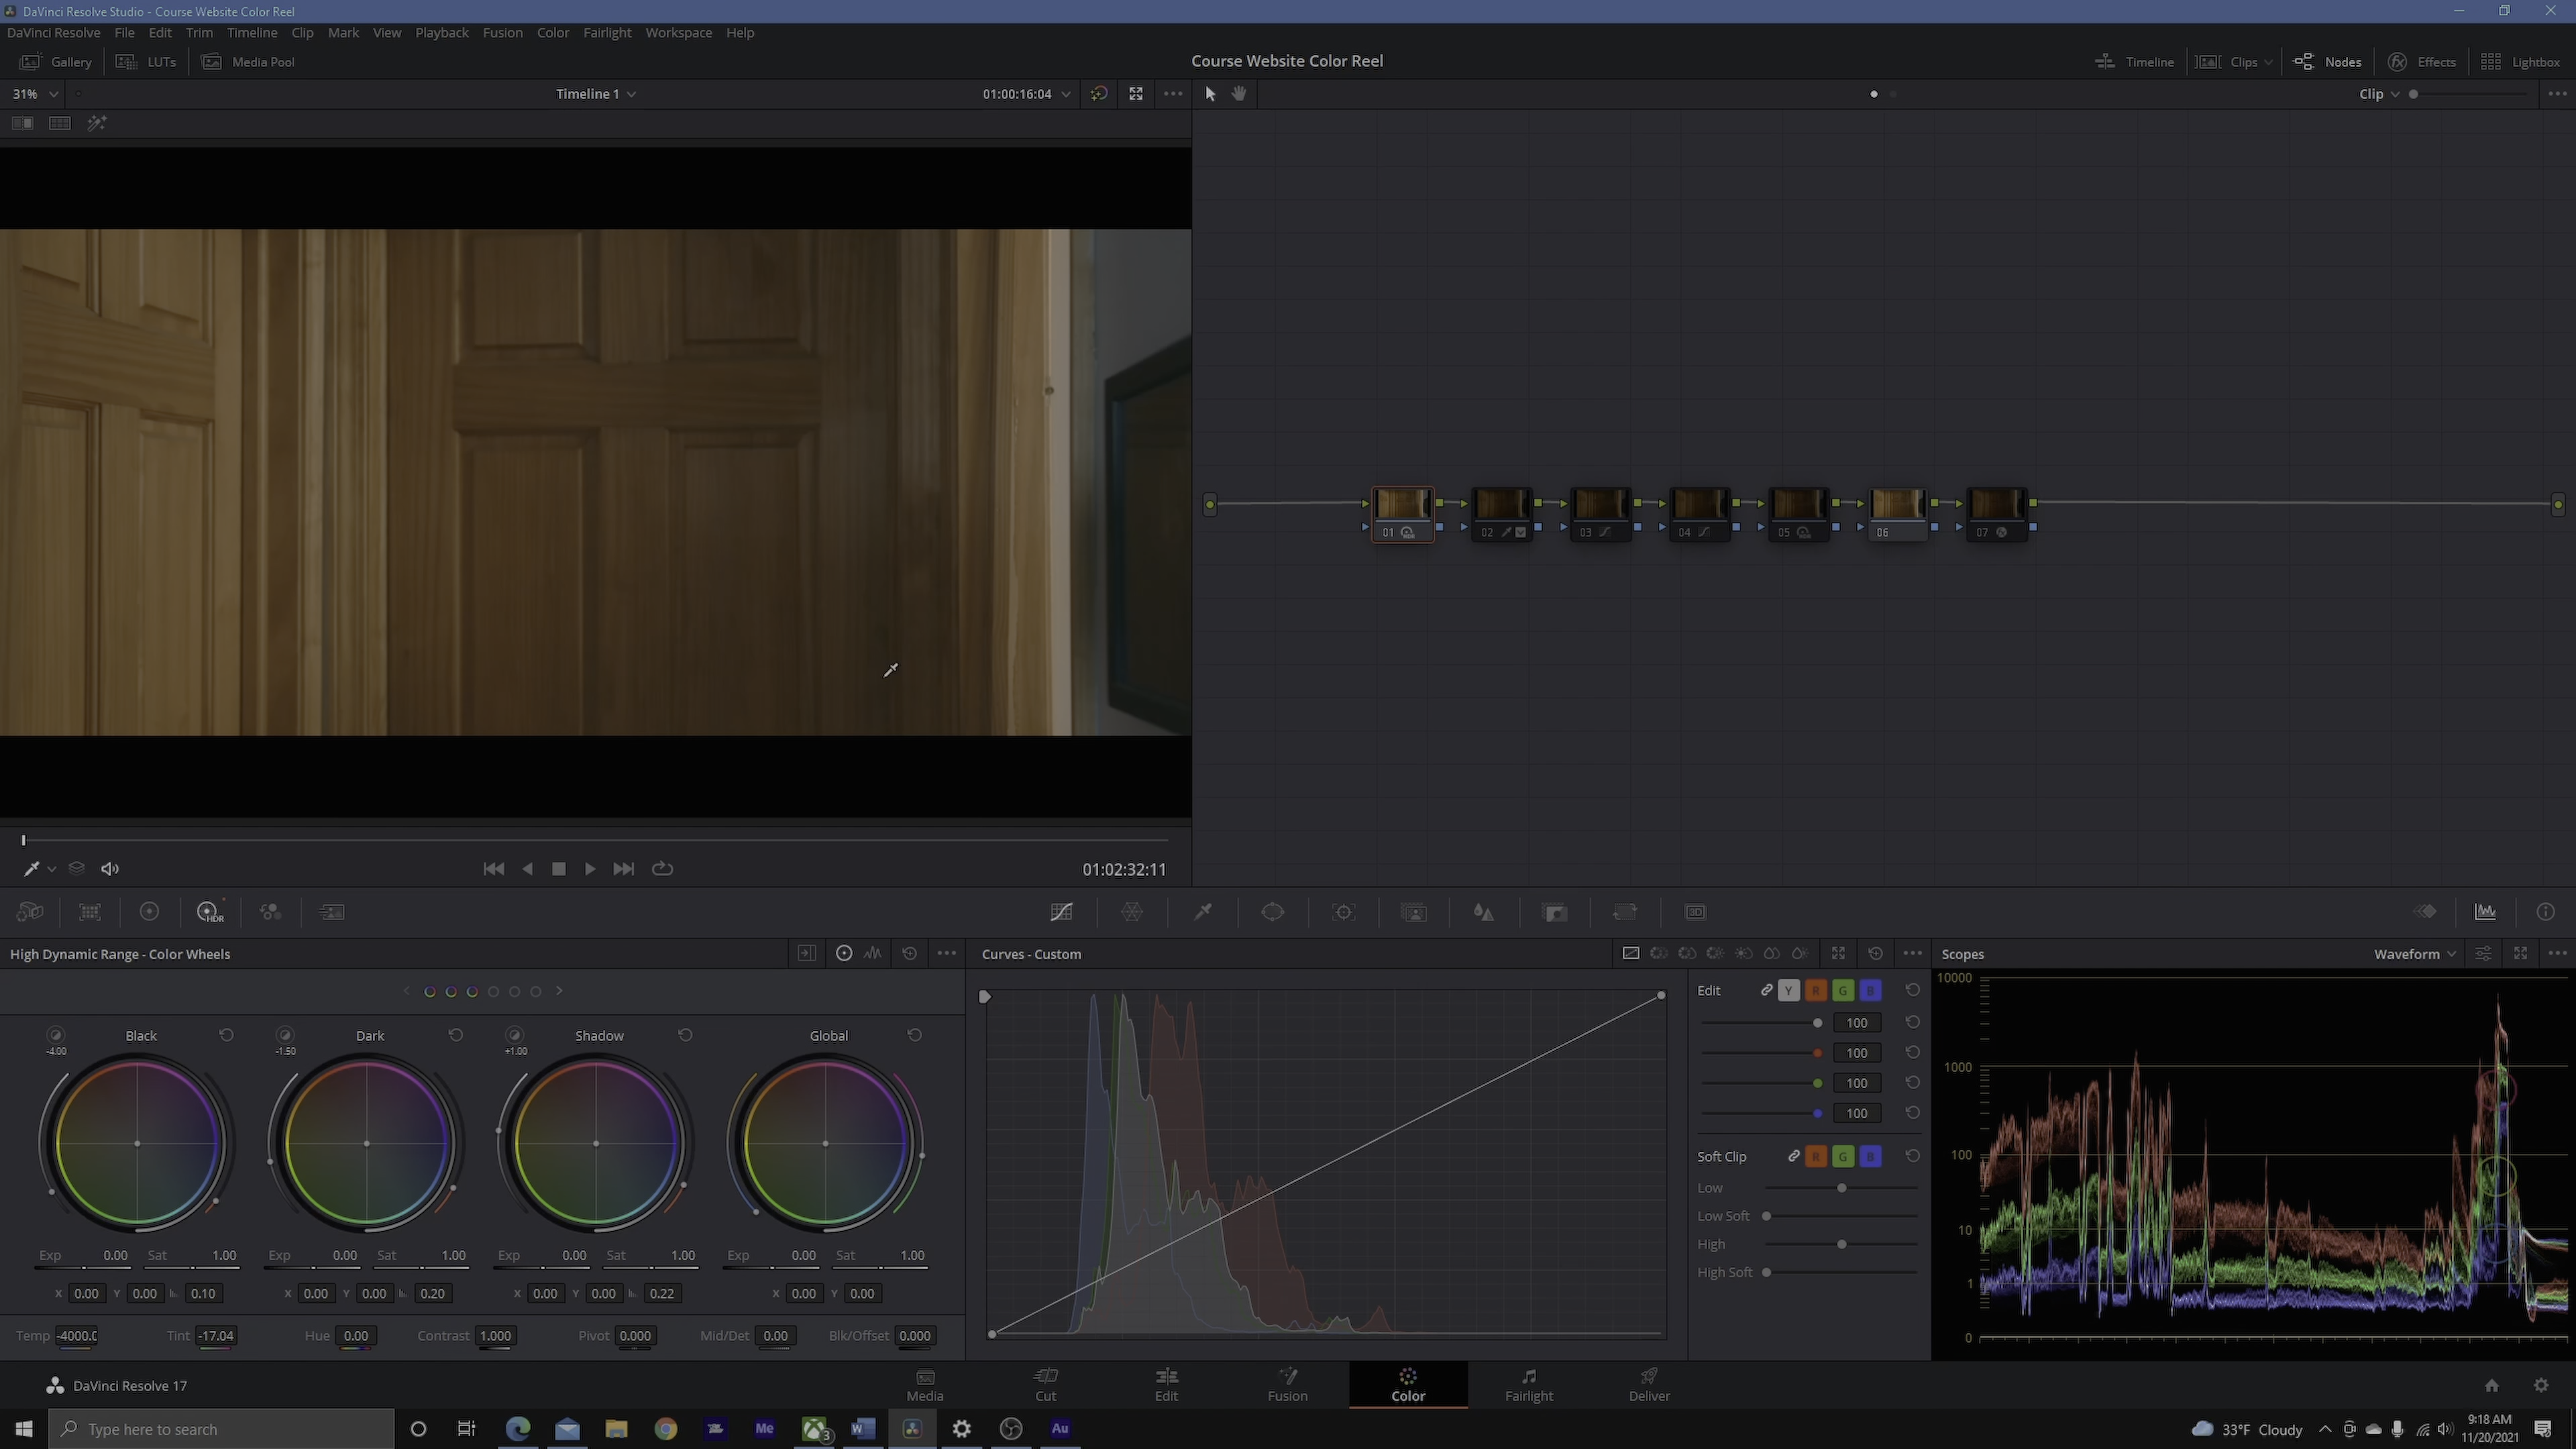 DaVinci Resolve Studio - Course Website Color Reel
DaVinci Resolve File Edit Trim Timeline Clip Mark View Playback Fusion Color Fairlight Workspace Help
Gallery LUTs Media Pool Course Website Color Reel Timeline Clips Nodes Effects Lightbox
31% Timeline 1 01:00:16:04 Clip
01 02 03 04 05 06 07
01:02:32:11
HDR
High Dynamic Range - Color Wheels Curves - Custom Scopes Waveform
Black Dark Shadow Global
-4.00 -1.50 +1.00
Exp 0.00 Sat 1.00 Exp 0.00 Sat 1.00 Exp 0.00 Sat 1.00 Exp 0.00 Sat 1.00
X 0.00 Y 0.00 0.10 X 0.00 Y 0.00 0.20 X 0.00 Y 0.00 0.22 X 0.00 Y 0.00
Temp -4000.0 Tint -17.04 Hue 0.00 Contrast 1.000 Pivot 0.000 Mid/Det 0.00 Blk/Offset 0.000
Edit Y R G B
100
100
100
100
Soft Clip R G B
Low
Low Soft
High
High Soft
10000
1000
100
10
1
0
DaVinci Resolve 17 Media Cut Edit Fusion Color Fairlight Deliver
Type here to search Me 3 W Au 33°F Cloudy 9:18 AM
11/20/2021